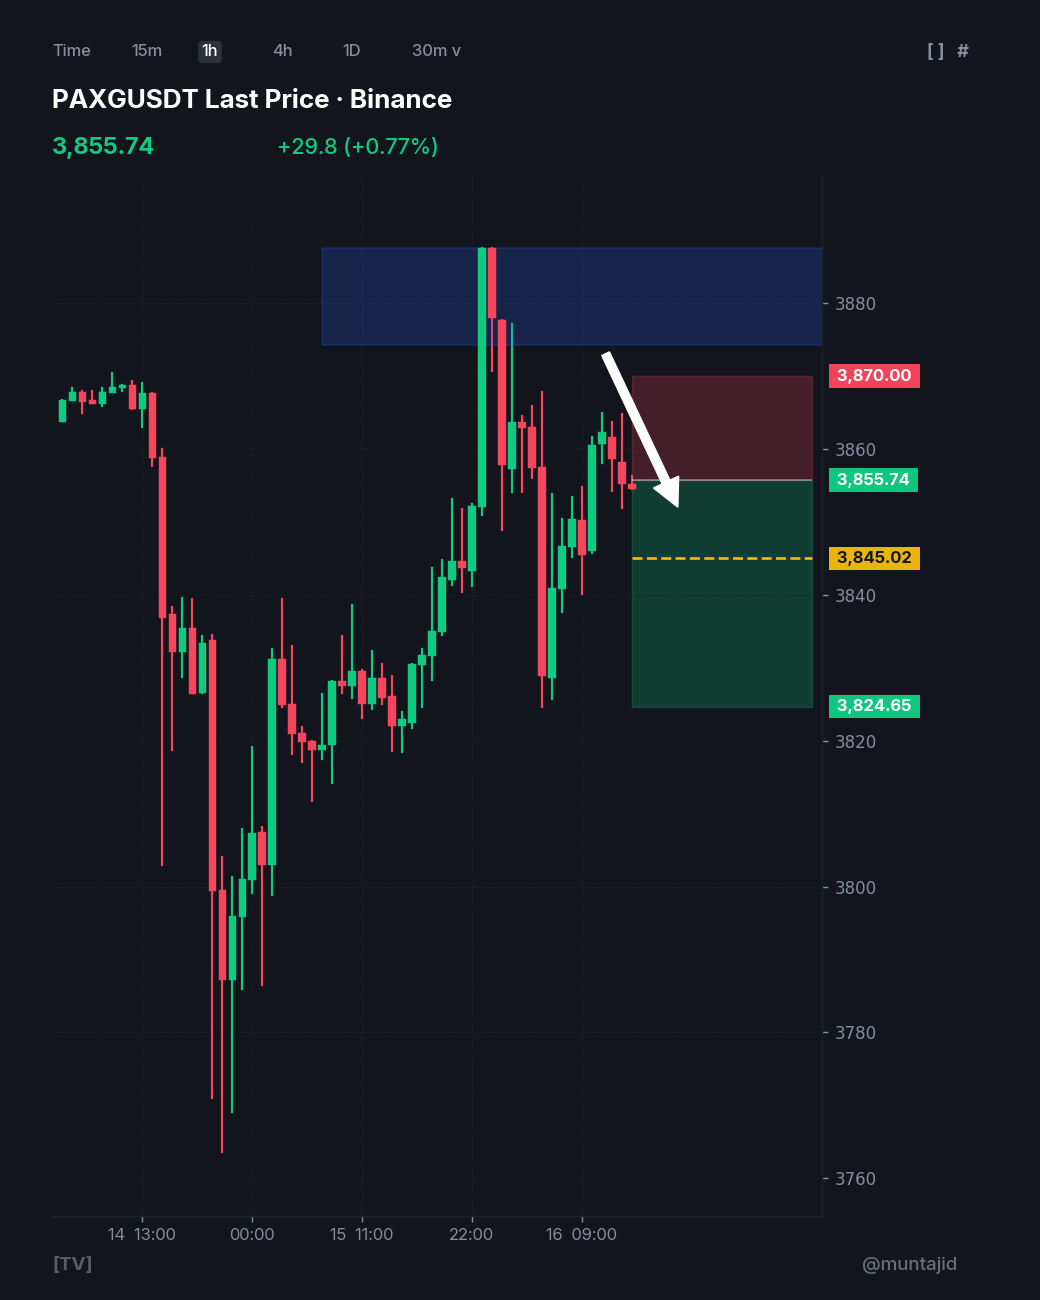 Time 15m 1h 4h 1D 30m v [ ] #
PAXGUSDT Last Price · Binance
3,855.74 +29.8 (+0.77%)
3880
3,870.00
3860
3,855.74
3,845.02
3840
3,824.65
3820
3800
3780
3760
14 13:00 00:00 15 11:00 22:00 16 09:00
[TV] @muntajid